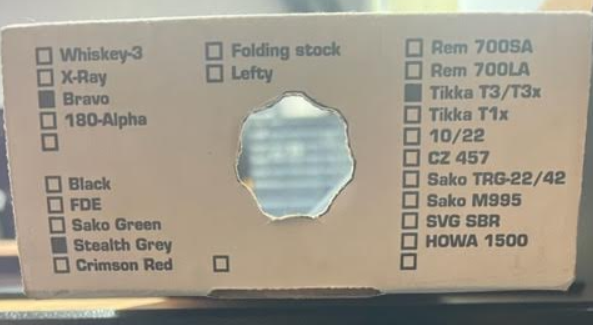 Whiskey-3
X-Ray
Bravo
180-Alpha
Black
FDE
Sako Green
Stealth Grey
Crimson Red
Folding stock
Lefty
Rem 700SA
Rem 700LA
Tikka T3/T3x
Tikka T1x
10/22
CZ 457
Sako TRG-22/42
Sako M995
SVG SBR
HOWA 1500